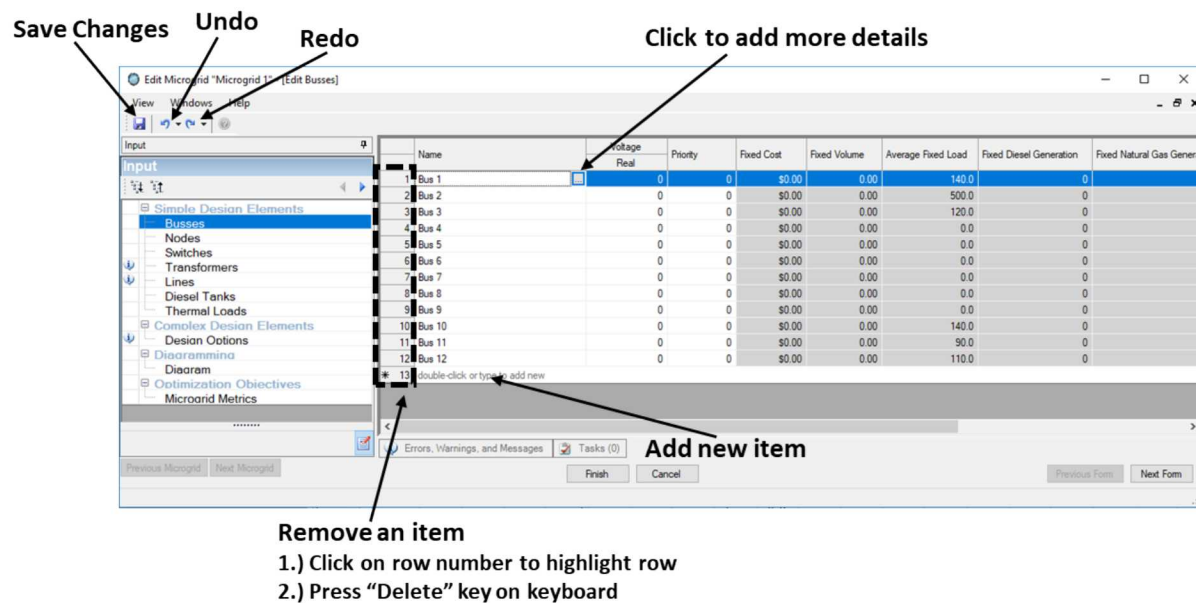 Save Changes
Undo
Redo
Click to add more details
Edit Microgrid "Microgrid 1" - [Edit Busses]
View Windows Help
Input
Input
Simple Design Elements
Busses
Nodes
Switches
Transformers
Lines
Diesel Tanks
Thermal Loads
Complex Design Elements
Design Options
Diagramming
Diagram
Optimization Objectives
Microgrid Metrics
Name Voltage Real Priority Fixed Cost Fixed Volume Average Fixed Load Fixed Diesel Generation Fixed Natural Gas Gener
1 Bus 1 ... 0 0 $0.00 0.00 140.0 0
2 Bus 2 0 0 $0.00 0.00 500.0 0
3 Bus 3 0 0 $0.00 0.00 120.0 0
4 Bus 4 0 0 $0.00 0.00 0.0 0
5 Bus 5 0 0 $0.00 0.00 0.0 0
6 Bus 6 0 0 $0.00 0.00 0.0 0
7 Bus 7 0 0 $0.00 0.00 0.0 0
8 Bus 8 0 0 $0.00 0.00 0.0 0
9 Bus 9 0 0 $0.00 0.00 0.0 0
10 Bus 10 0 0 $0.00 0.00 140.0 0
11 Bus 11 0 0 $0.00 0.00 90.0 0
12 Bus 12 0 0 $0.00 0.00 110.0 0
* 13 double-click or type to add new
Errors, Warnings, and Messages Tasks (0)
Add new item
Previous Microgrid Next Microgrid Finish Cancel Previous Form Next Form
Remove an item
1.) Click on row number to highlight row
2.) Press “Delete” key on keyboard